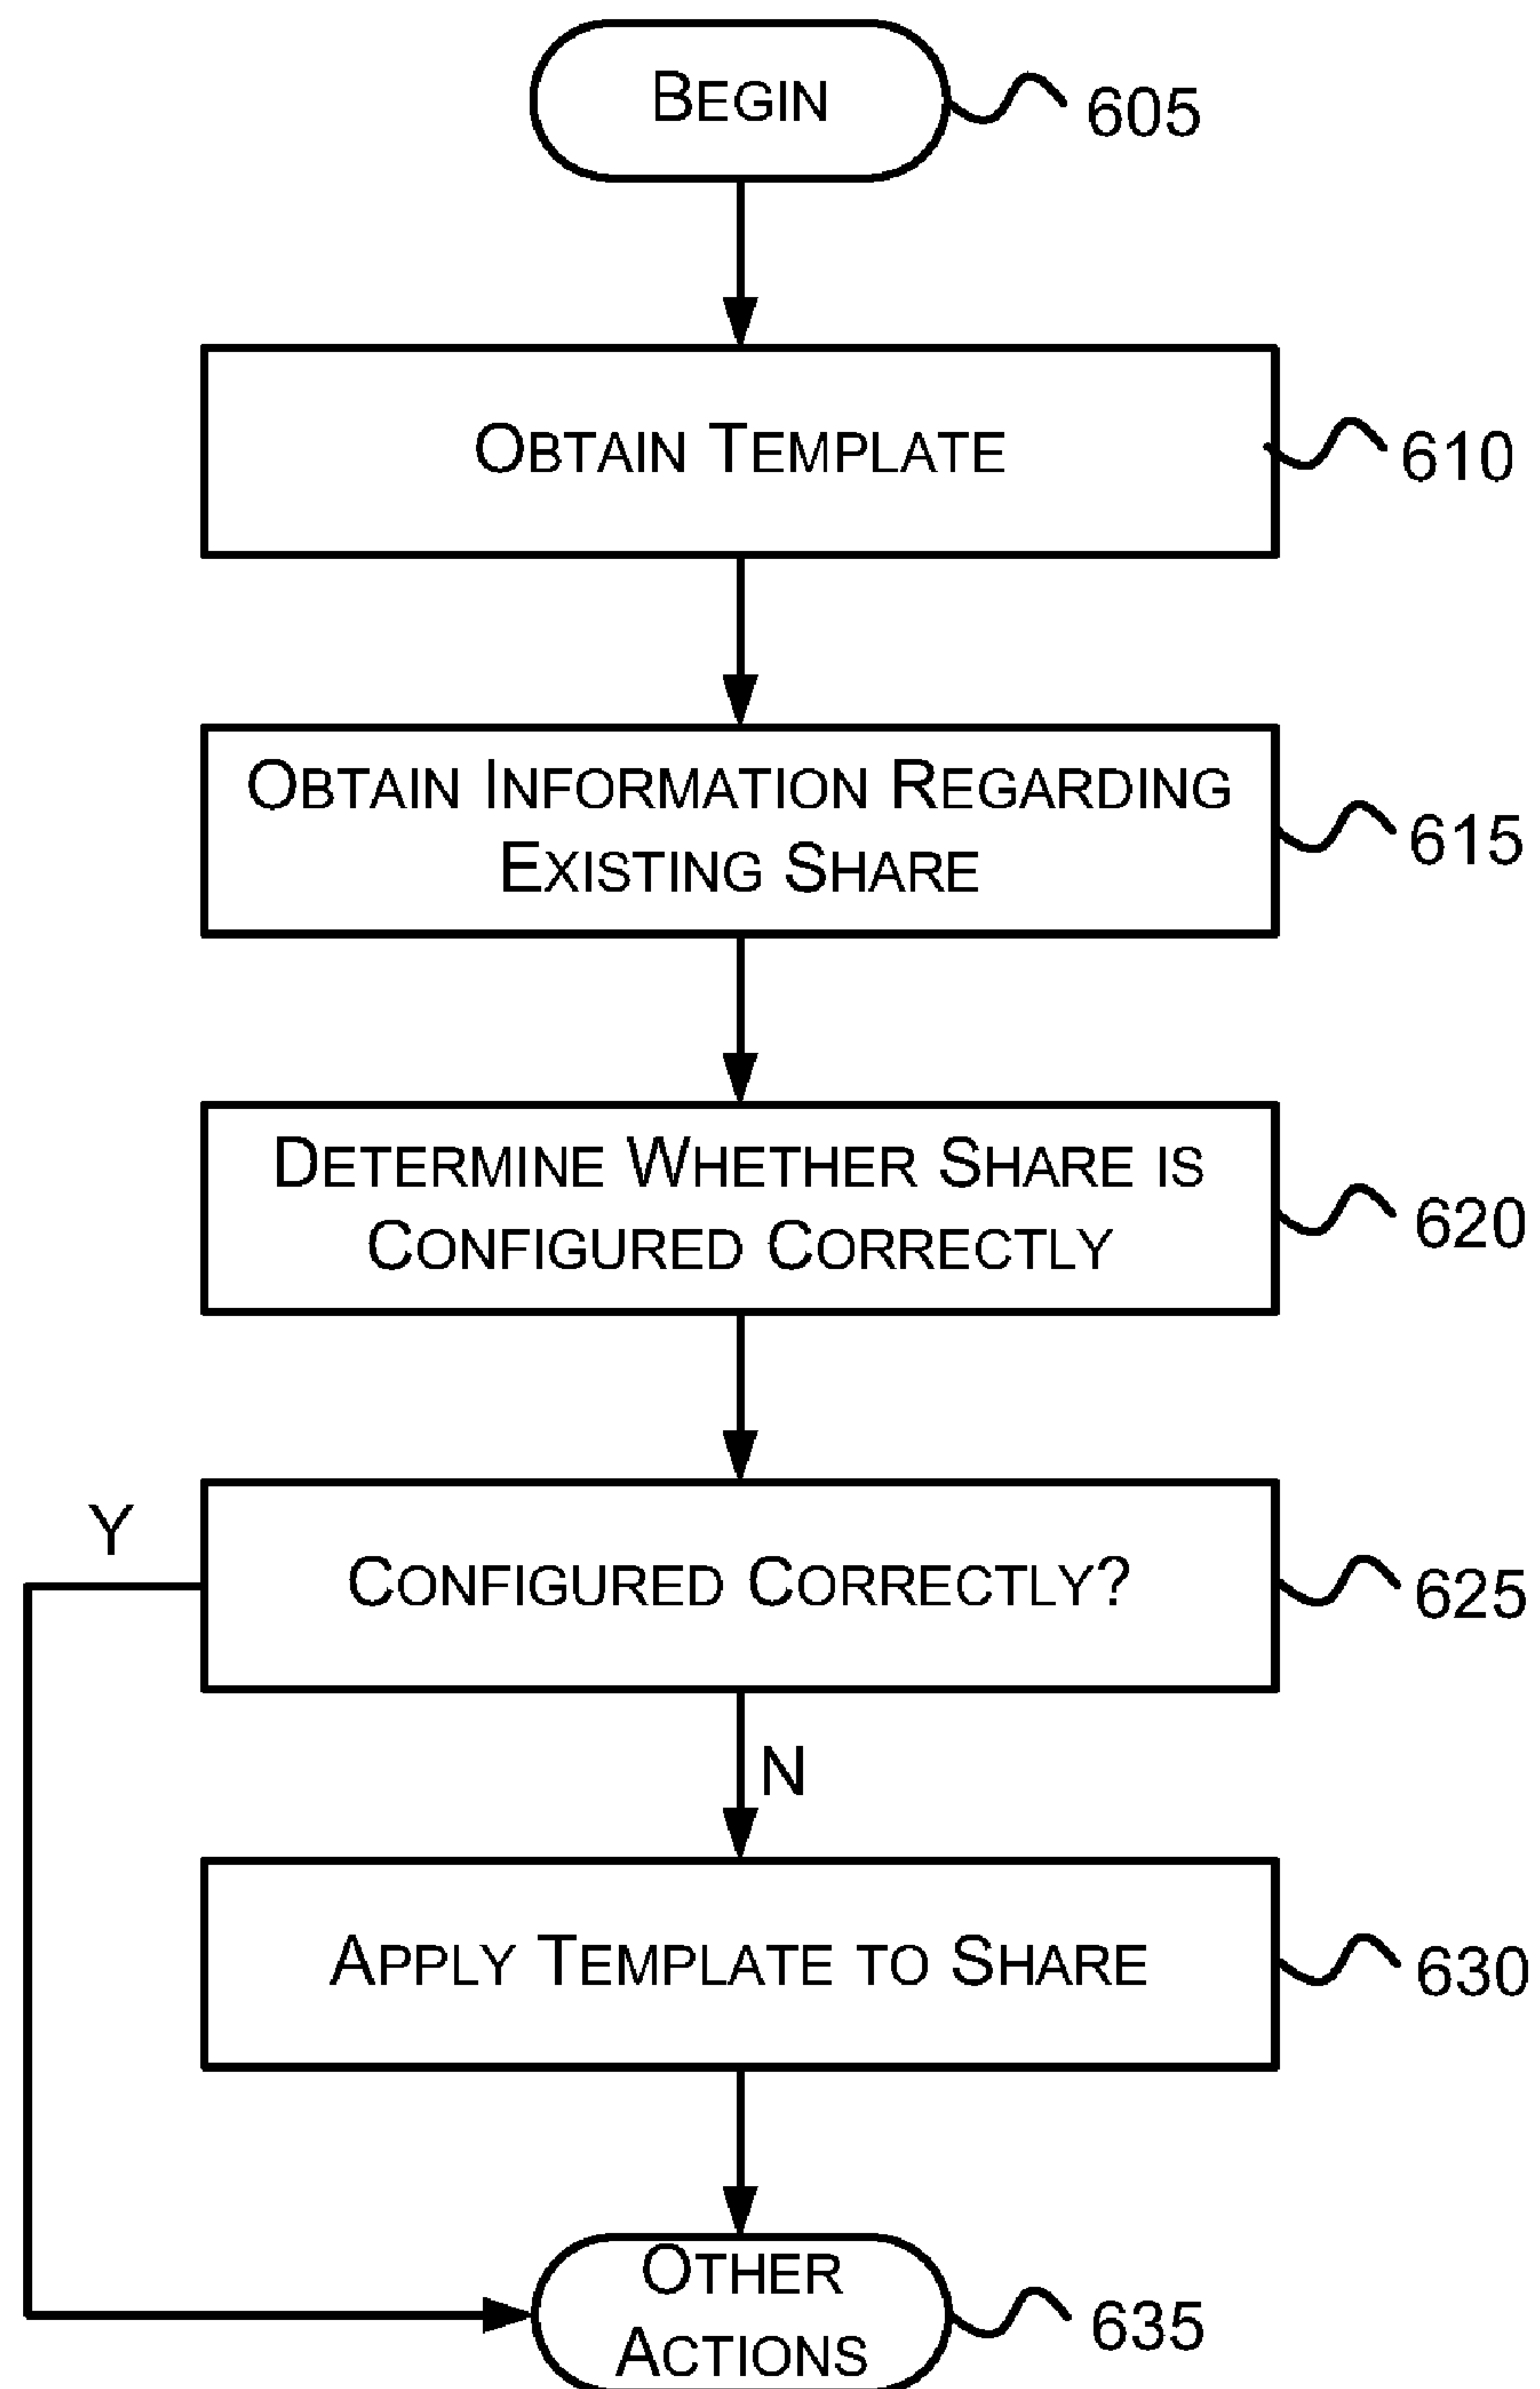 BEGIN
605
OBTAIN TEMPLATE
610
OBTAIN INFORMATION REGARDING
EXISTING SHARE
615
DETERMINE WHETHER SHARE IS
CONFIGURED CORRECTLY
620
Y
CONFIGURED CORRECTLY?
625
N
APPLY TEMPLATE TO SHARE
630
OTHER
ACTIONS
635